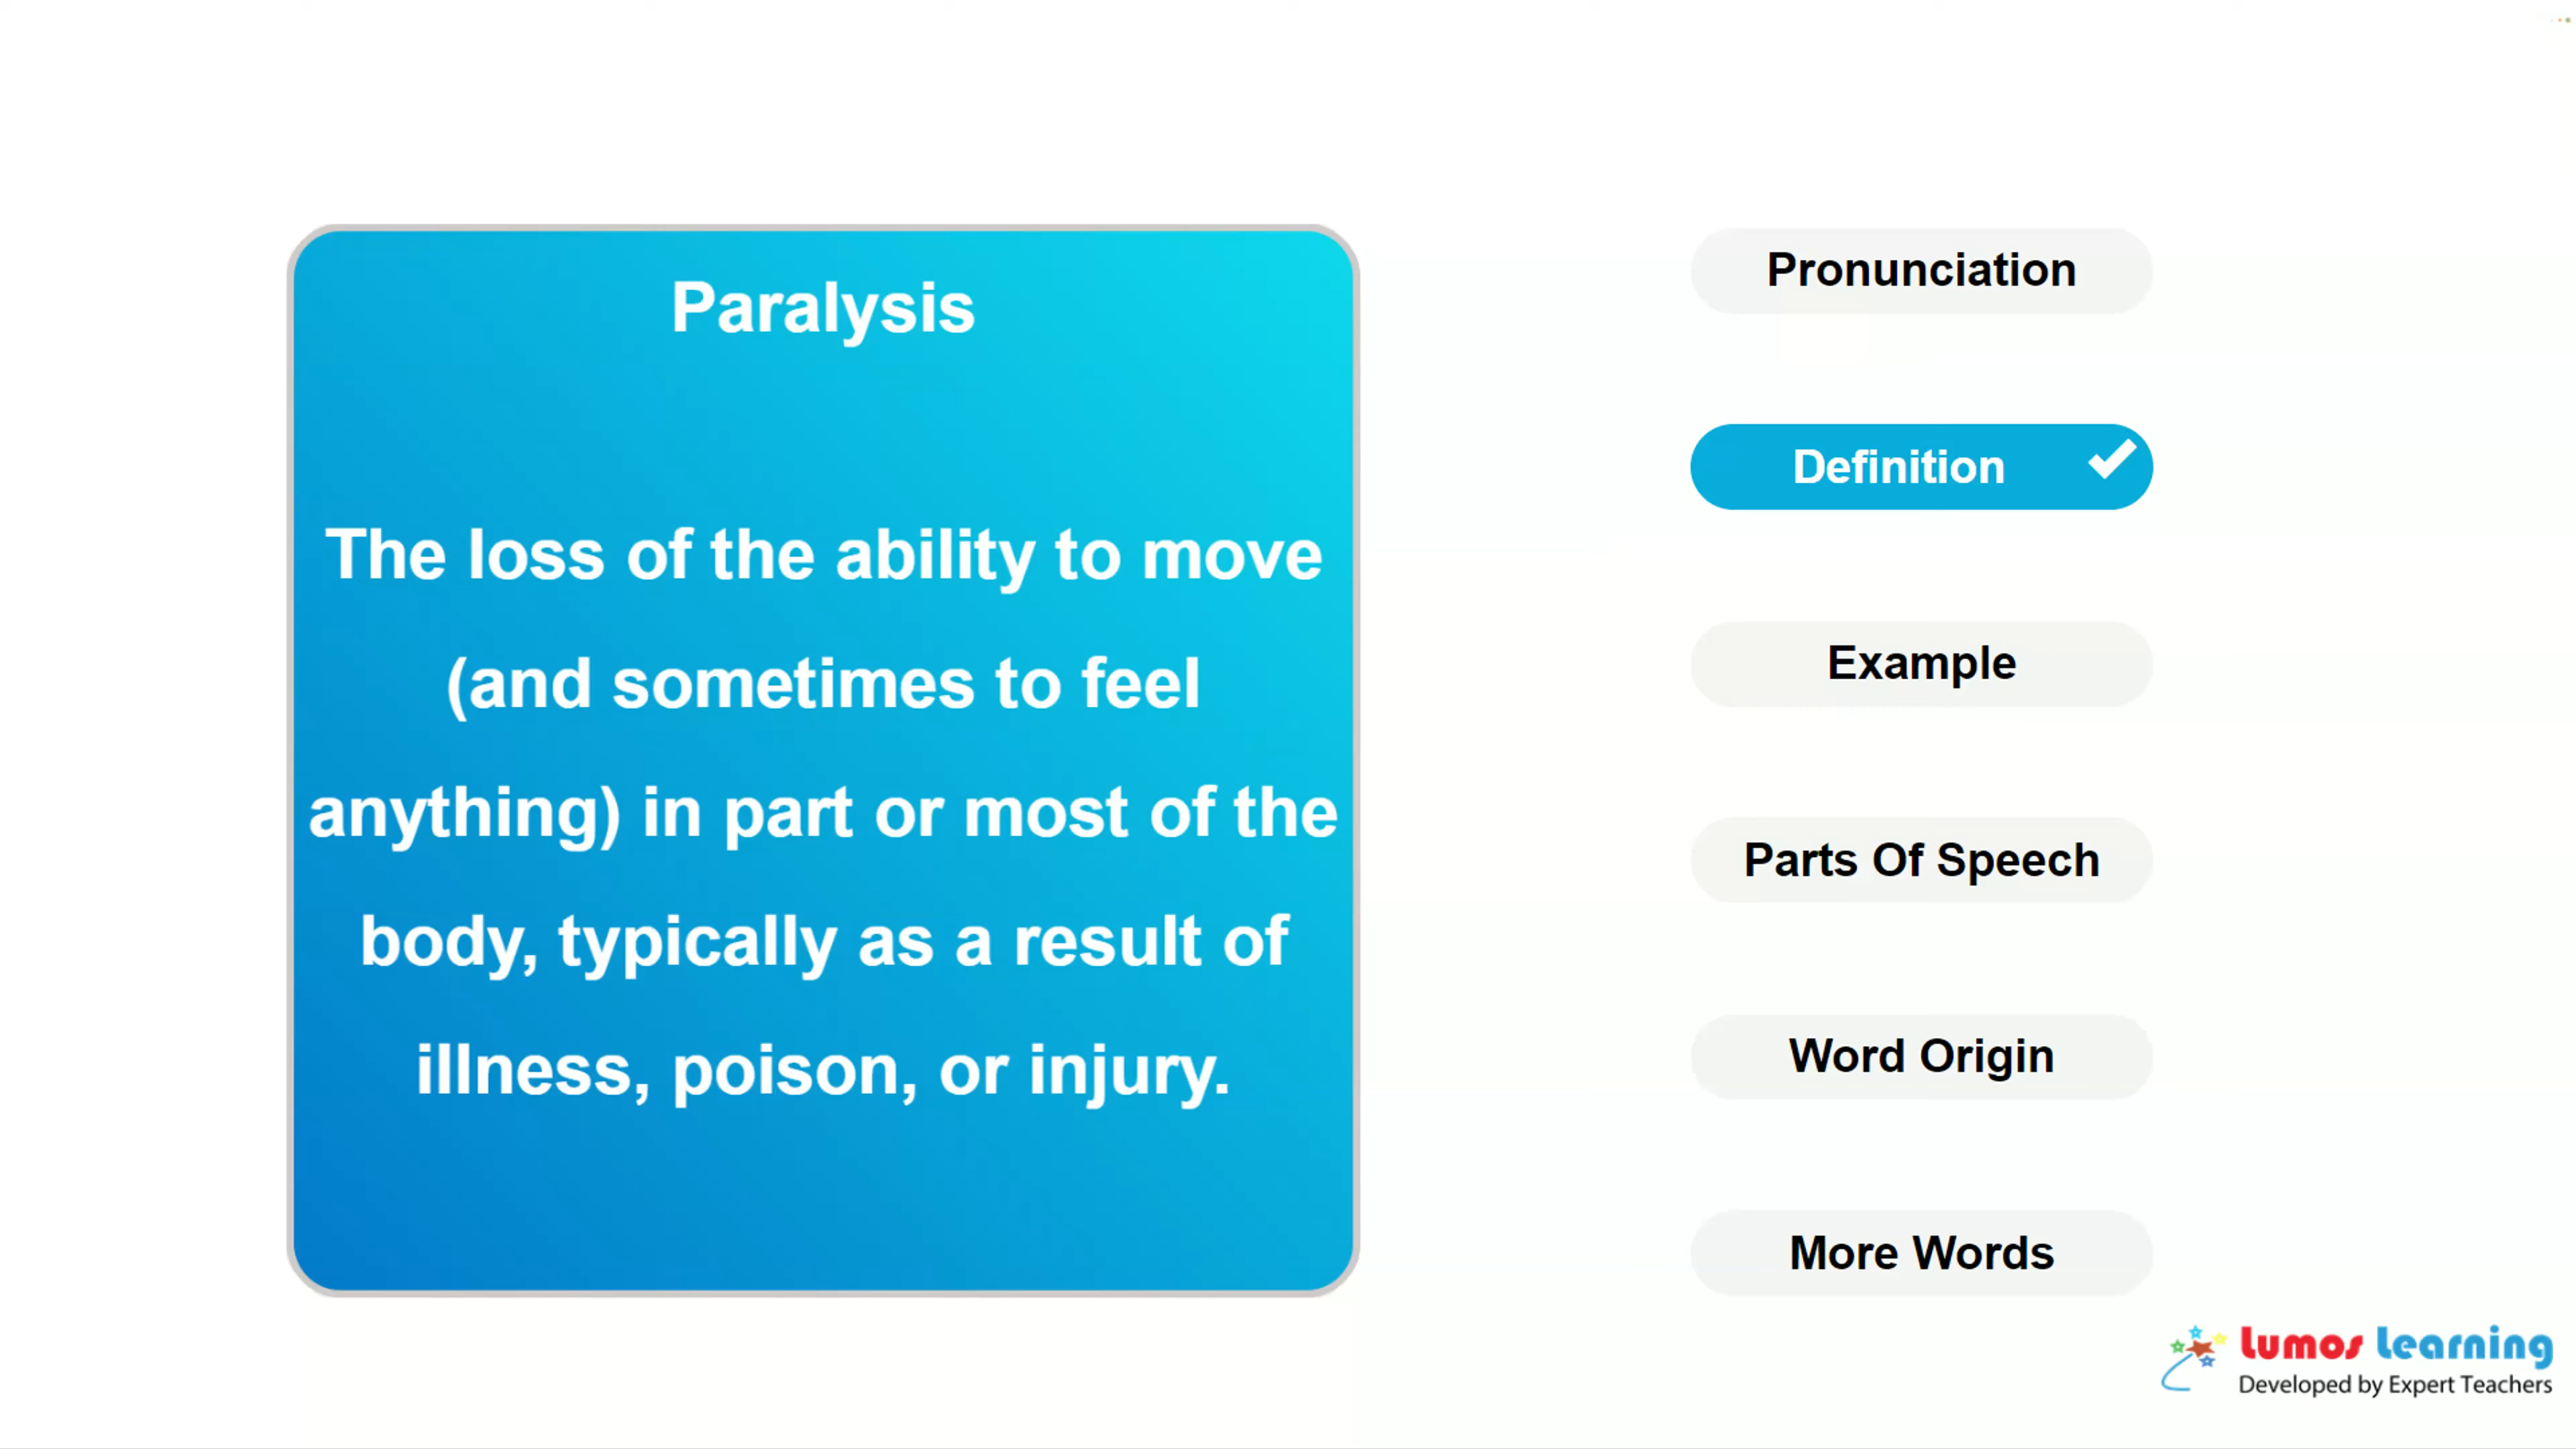 Paralysis
The loss of the ability to move
(and sometimes to feel
anything) in part or most of the
body, typically as a result of
illness, poison, or injury.
Pronunciation
Definition
Example
Parts Of Speech
Word Origin
More Words
Lumos Learning
Developed by Expert Teachers